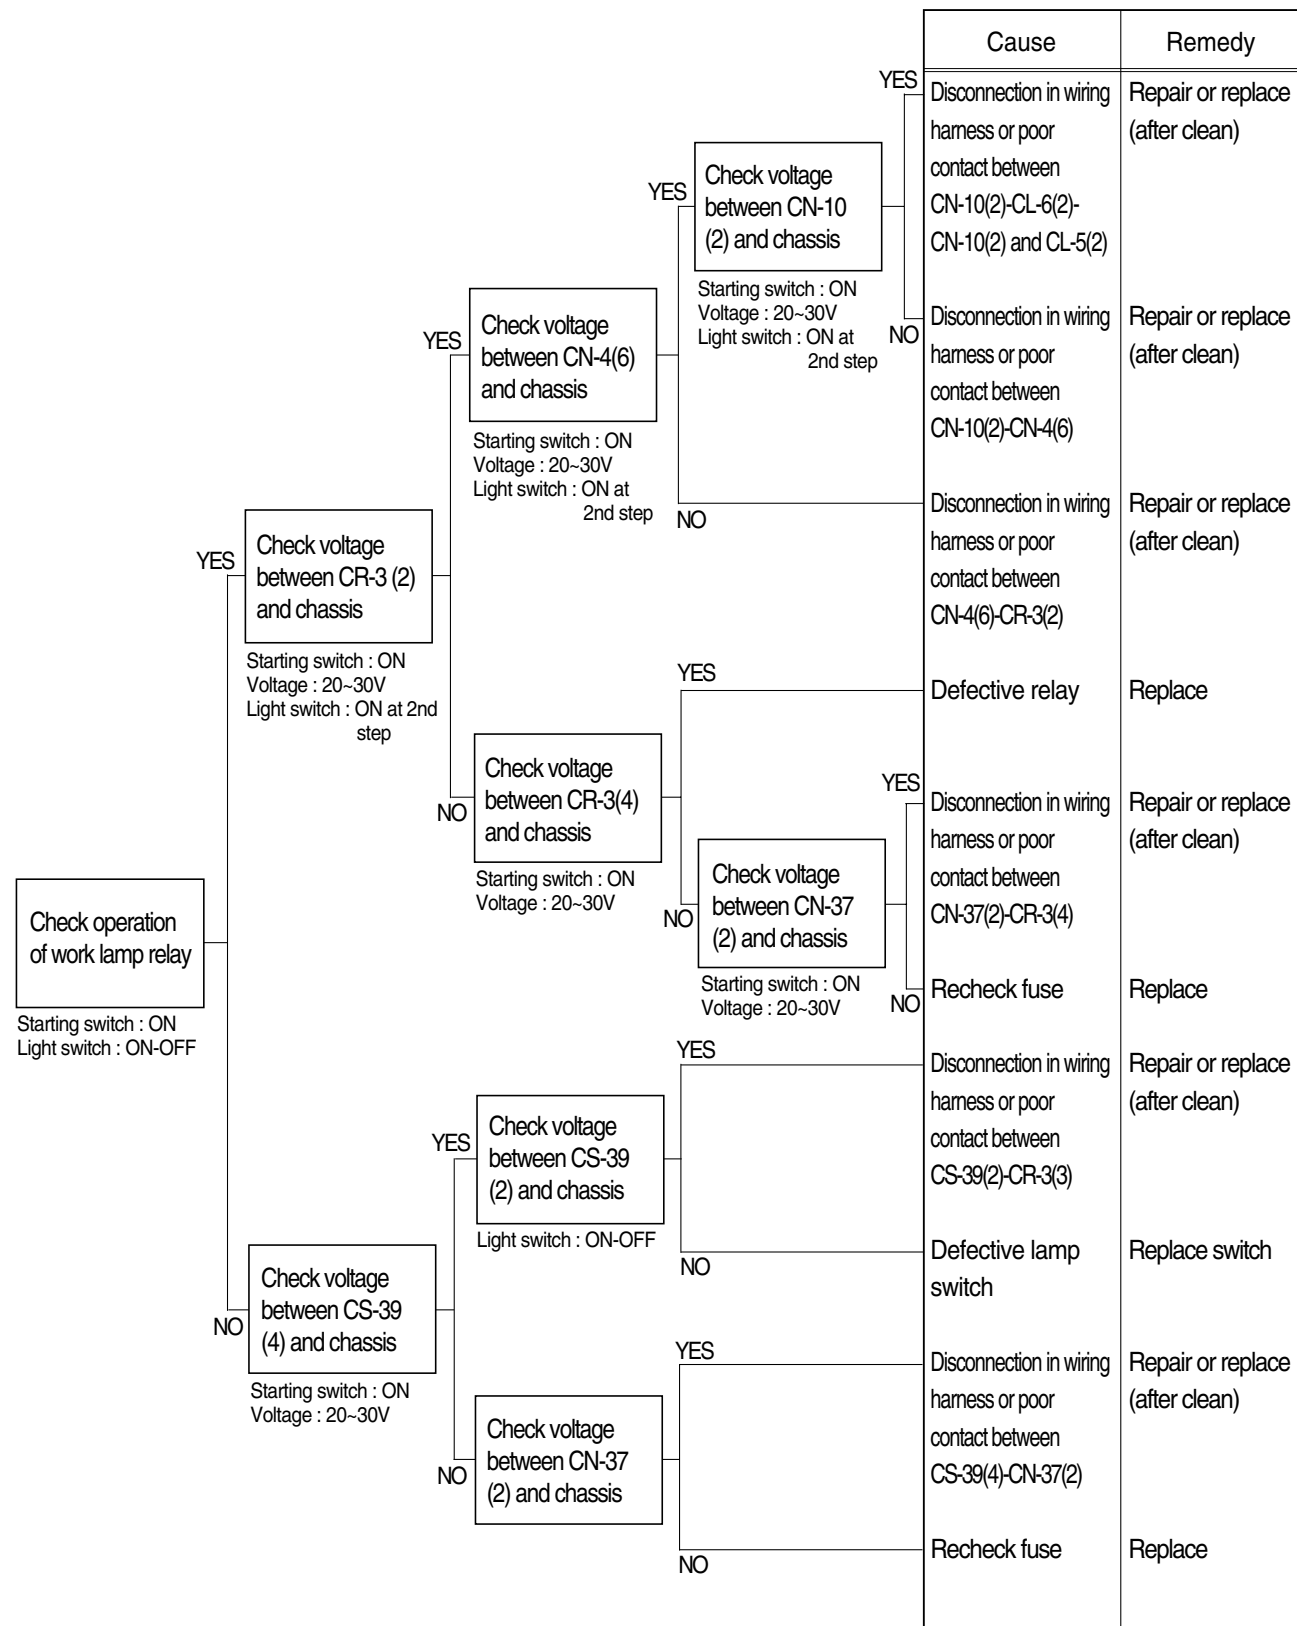 Cause
Remedy
YES
Disconnection in wiring
harness or poor
contact between
CN-10(2)-CL-6(2)-
CN-10(2) and CL-5(2)
Repair or replace
(after clean)
YES
Check voltage
between CN-10
(2) and chassis
Starting switch : ON
Voltage : 20~30V
Light switch : ON at
2nd step
NO
Disconnection in wiring
harness or poor
contact between
CN-10(2)-CN-4(6)
Repair or replace
(after clean)
YES
Check voltage
between CN-4(6)
and chassis
Starting switch : ON
Voltage : 20~30V
Light switch : ON at
2nd step
NO
Disconnection in wiring
harness or poor
contact between
CN-4(6)-CR-3(2)
Repair or replace
(after clean)
YES
Check voltage
between CR-3 (2)
and chassis
Starting switch : ON
Voltage : 20~30V
Light switch : ON at 2nd
step
YES
Defective relay
Replace
NO
Check voltage
between CR-3(4)
and chassis
Starting switch : ON
Voltage : 20~30V
YES
Disconnection in wiring
harness or poor
contact between
CN-37(2)-CR-3(4)
Repair or replace
(after clean)
NO
Check voltage
between CN-37
(2) and chassis
Starting switch : ON
Voltage : 20~30V
NO
Recheck fuse
Replace
Check operation
of work lamp relay
Starting switch : ON
Light switch : ON-OFF
YES
Disconnection in wiring
harness or poor
contact between
CS-39(2)-CR-3(3)
Repair or replace
(after clean)
YES
Check voltage
between CS-39
(2) and chassis
Light switch : ON-OFF
NO
Defective lamp
switch
Replace switch
NO
Check voltage
between CS-39
(4) and chassis
Starting switch : ON
Voltage : 20~30V
YES
Disconnection in wiring
harness or poor
contact between
CS-39(4)-CN-37(2)
Repair or replace
(after clean)
NO
Check voltage
between CN-37
(2) and chassis
NO
Recheck fuse
Replace